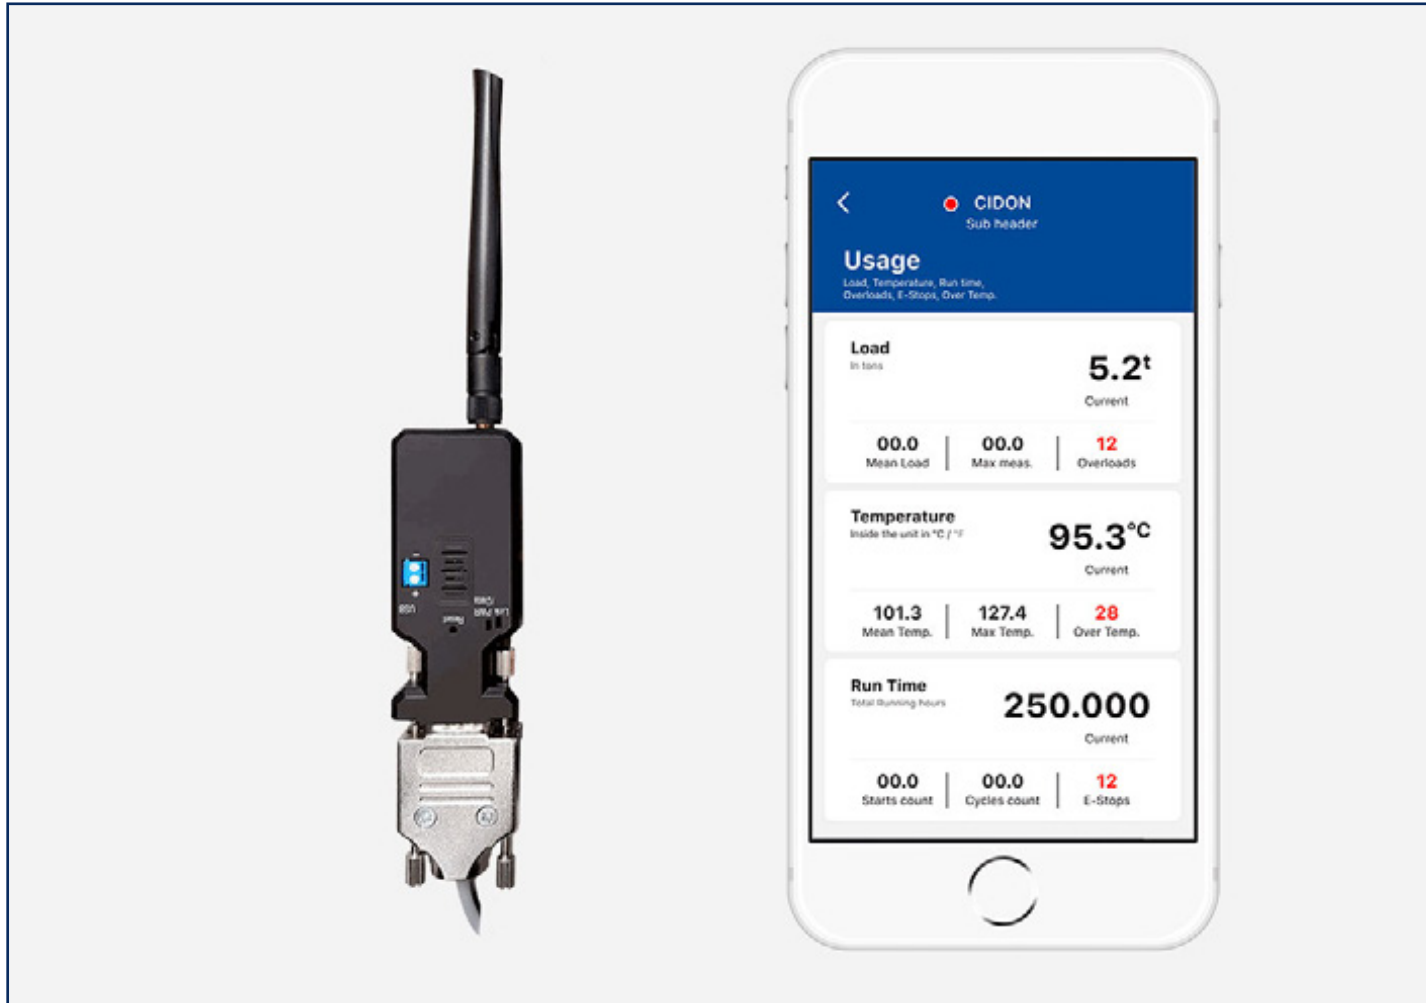 USB
Reset
Link PWR
/Data
CIDON
Sub header
Usage
Load, Temperature, Run time,
Overloads, E-Stops, Over Temp.
Load
In tons
5.2t
Current
00.0
Mean Load
00.0
Max meas.
12
Overloads
Temperature
Inside the unit in °C / °F
95.3°C
Current
101.3
Mean Temp.
127.4
Max Temp.
28
Over Temp.
Run Time
Total Running hours
250.000
Current
00.0
Starts count
00.0
Cycles count
12
E-Stops